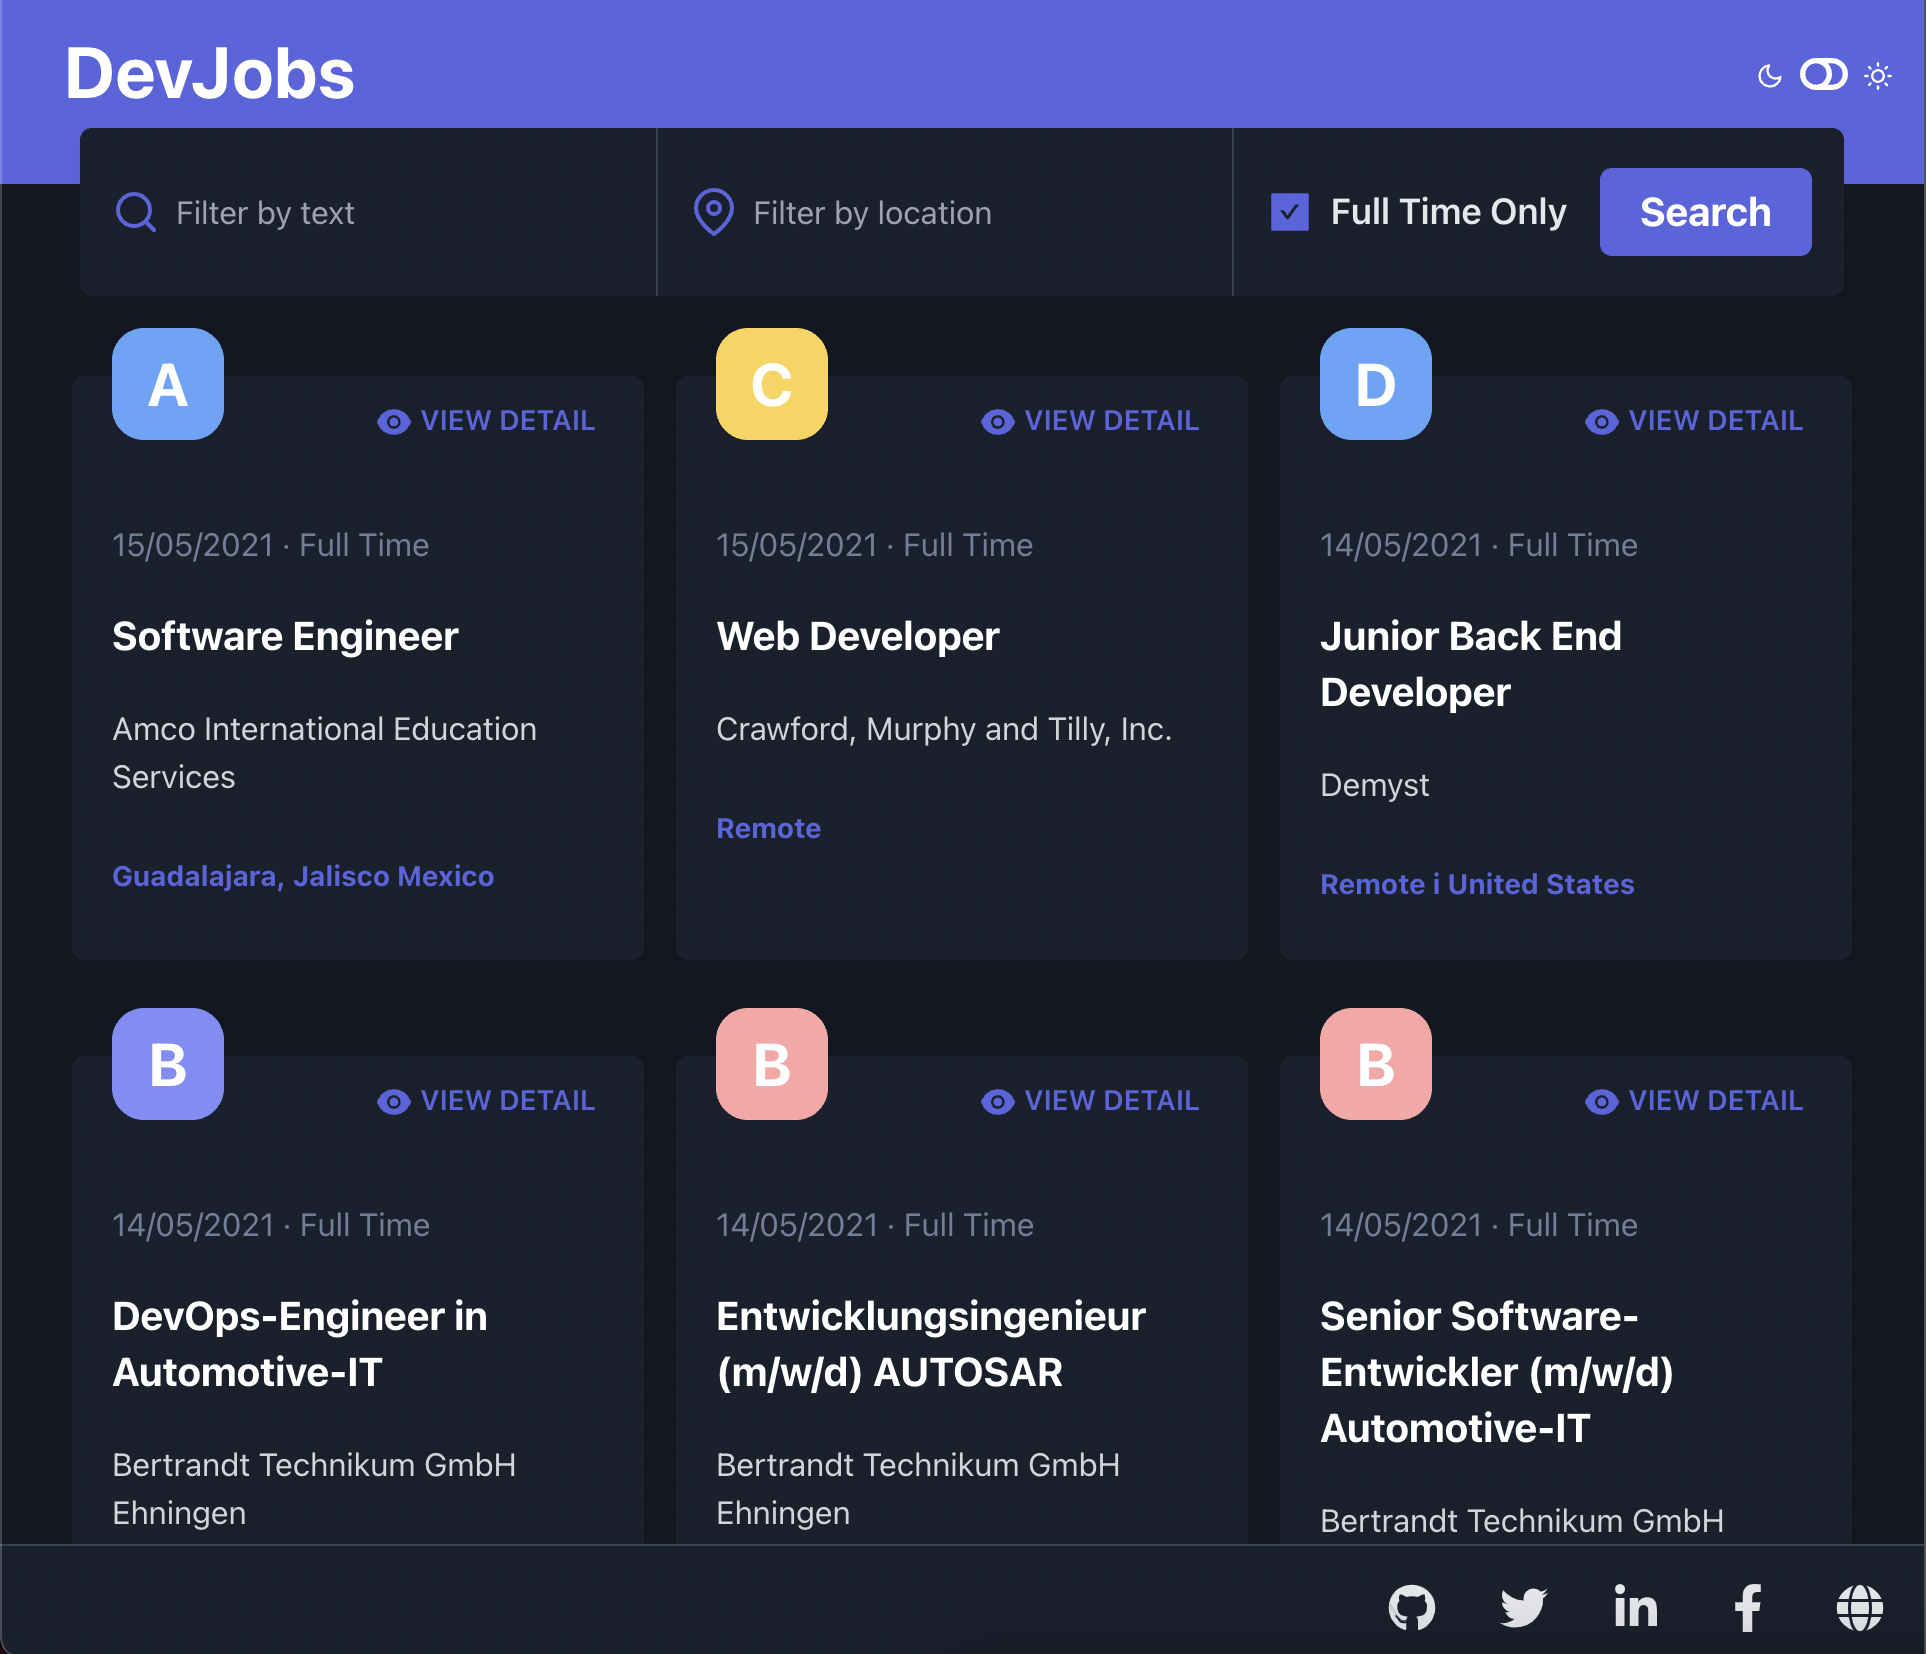 DevJobs
Filter by text
Filter by location
Full Time Only
Search
A
VIEW DETAIL
15/05/2021 · Full Time
Software Engineer
Amco International Education
Services
Guadalajara, Jalisco Mexico
C
VIEW DETAIL
15/05/2021 · Full Time
Web Developer
Crawford, Murphy and Tilly, Inc.
Remote
D
VIEW DETAIL
14/05/2021 · Full Time
Junior Back End
Developer
Demyst
Remote i United States
B
VIEW DETAIL
14/05/2021 · Full Time
DevOps-Engineer in
Automotive-IT
Bertrandt Technikum GmbH
Ehningen
B
VIEW DETAIL
14/05/2021 · Full Time
Entwicklungsingenieur
(m/w/d) AUTOSAR
Bertrandt Technikum GmbH
Ehningen
B
VIEW DETAIL
14/05/2021 · Full Time
Senior Software-
Entwickler (m/w/d)
Automotive-IT
Bertrandt Technikum GmbH
in
f